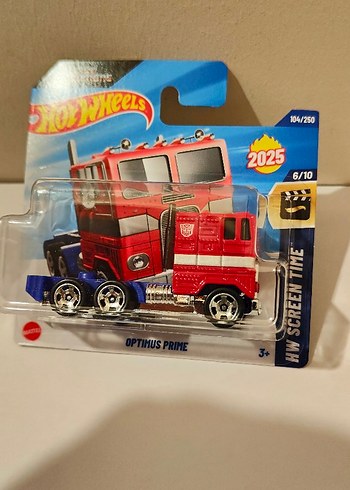 HOT WHEELS
104/250
2025
6/10
HW SCREEN TIME
OPTIMUS PRIME
3+